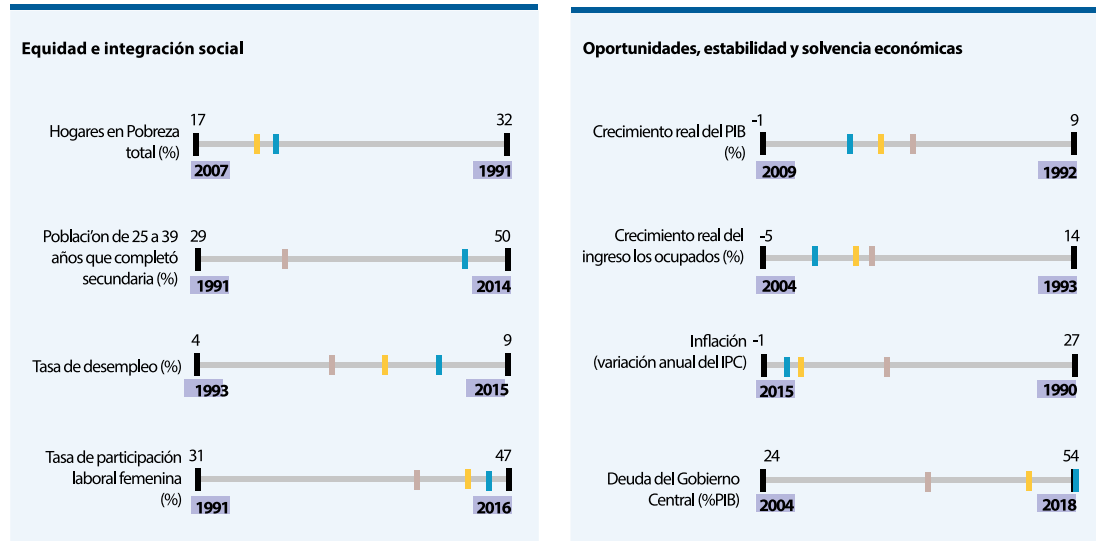 Equidad e integración social
17
32
Hogares en Pobreza
total (%)
2007
1991
29
50
Poblaci'on de 25 a 39
años que completó
secundaria (%)
1991
2014
4
9
Tasa de desempleo (%)
1993
2015
31
47
Tasa de participación
laboral femenina
(%)
1991
2016
Oportunidades, estabilidad y solvencia económicas
-1
9
Crecimiento real del PIB
(%)
2009
1992
-5
14
Crecimiento real del
ingreso los ocupados (%)
2004
1993
-1
27
Inflación
(variación anual del IPC)
2015
1990
24
54
Deuda del Gobierno
Central (%PIB)
2004
2018